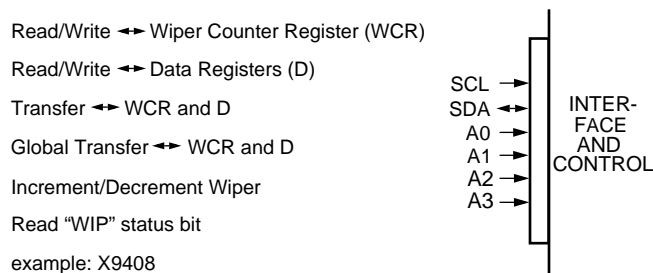 Read/Write ↔ Wiper Counter Register (WCR)
Read/Write ↔ Data Registers (D)
Transfer ↔ WCR and D
Global Transfer ↔ WCR and D
Increment/Decrement Wiper
Read “WIP” status bit
example: X9408
SCL
SDA
A0
A1
A2
A3
INTER-
FACE
AND
CONTROL